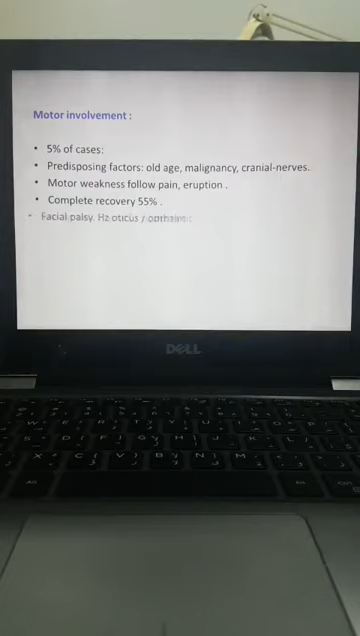 Motor involvement :
• 5% of cases:
• Predisposing factors: old age, malignancy, cranial-nerves.
• Motor weakness follow pain, eruption .
• Complete recovery 55% .
• Facial palsy. Hz oticus /
DELL
W E R T Y U P
S D F G H J K L
X C V B N M
Alt